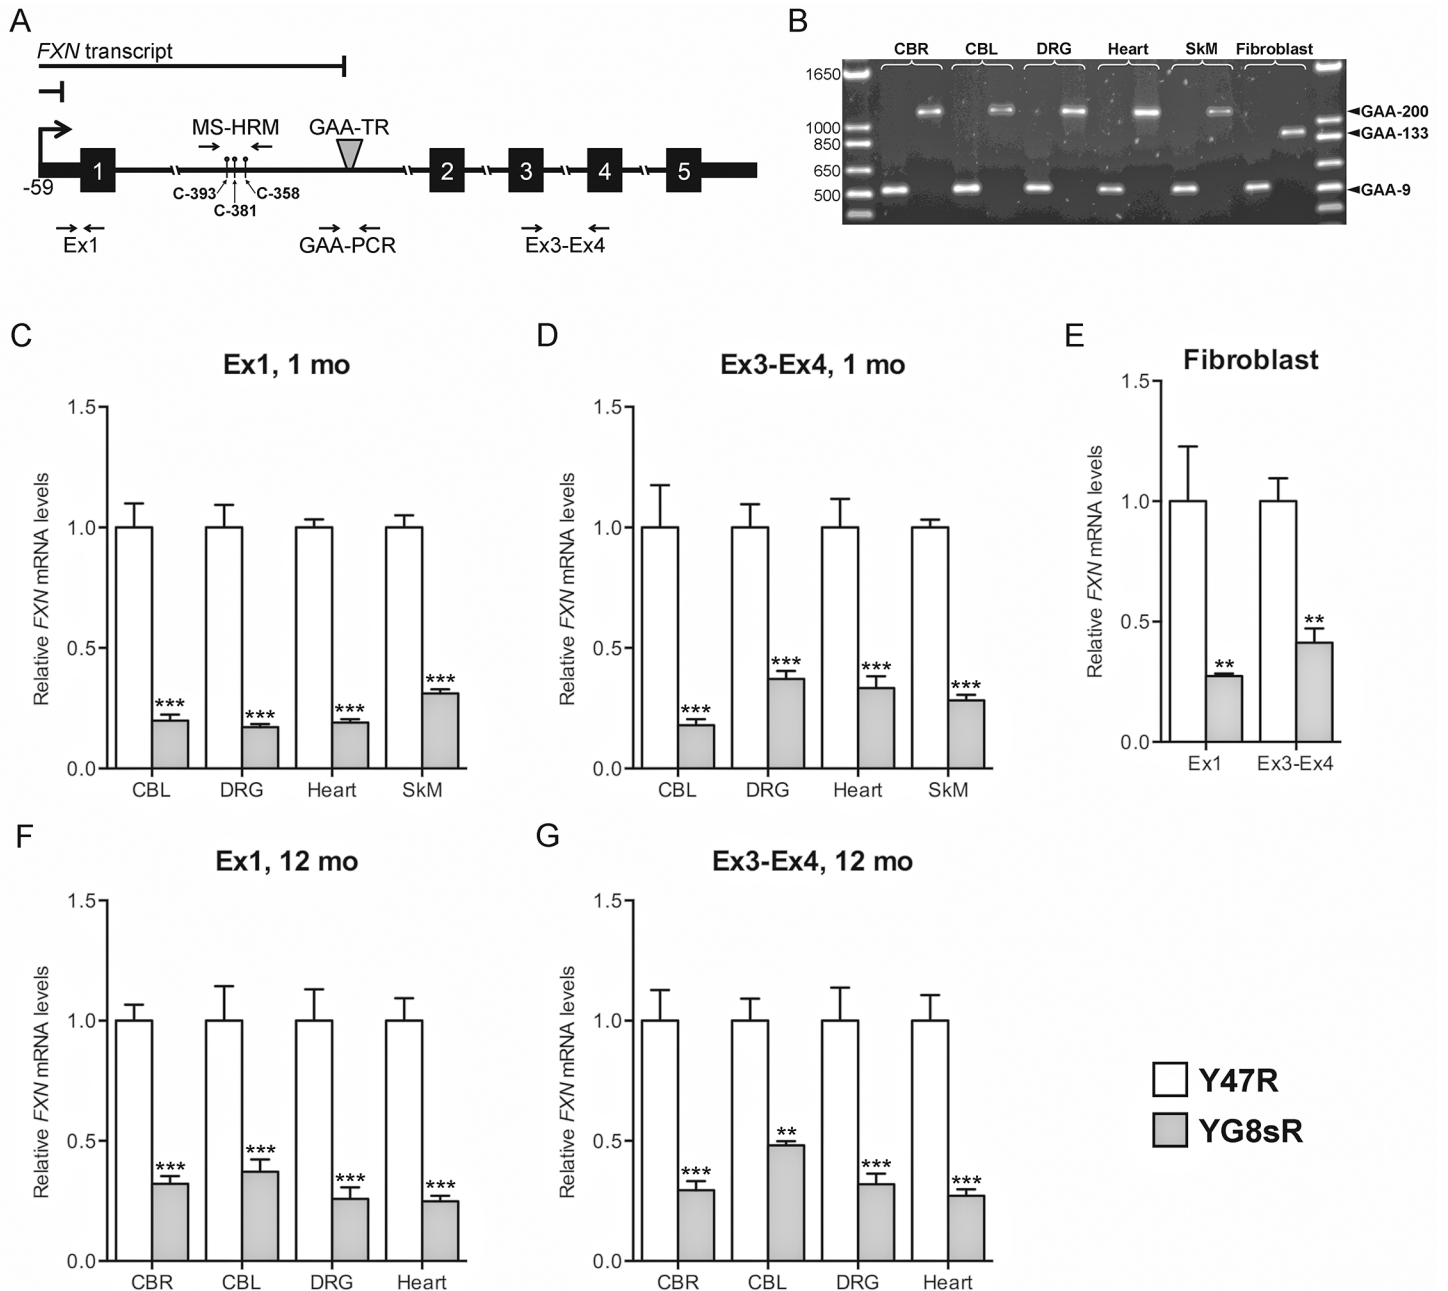 A
FXN transcript
MS-HRM
GAA-TR
1
2
3
4
5
-59
C-393
C-358
C-381
Ex1
GAA-PCR
Ex3-Ex4
B
CBR
CBL
DRG
Heart
SkM
Fibroblast
1650
1000
850
650
500
GAA-200
GAA-133
GAA-9
C
Ex1, 1 mo
Relative FXN mRNA levels
1.5
1.0
0.5
0.0
***
***
***
***
CBL
DRG
Heart
SkM
D
Ex3-Ex4, 1 mo
Relative FXN mRNA levels
1.5
1.0
0.5
0.0
***
***
***
***
CBL
DRG
Heart
SkM
E
Fibroblast
Relative FXN mRNA levels
1.5
1.0
0.5
0.0
**
**
Ex1
Ex3-Ex4
F
Ex1, 12 mo
Relative FXN mRNA levels
1.5
1.0
0.5
0.0
***
***
***
***
CBR
CBL
DRG
Heart
G
Ex3-Ex4, 12 mo
Relative FXN mRNA levels
1.5
1.0
0.5
0.0
***
**
***
***
CBR
CBL
DRG
Heart
Y47R
YG8sR